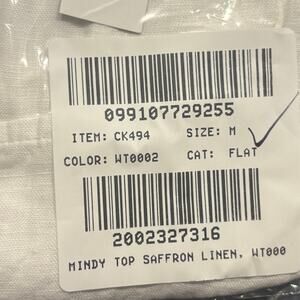 099107729255
ITEM: CK494 SIZE: M
COLOR: WT0002 CAT: FLAT
2002327316
MINDY TOP SAFFRON LINEN, WT000